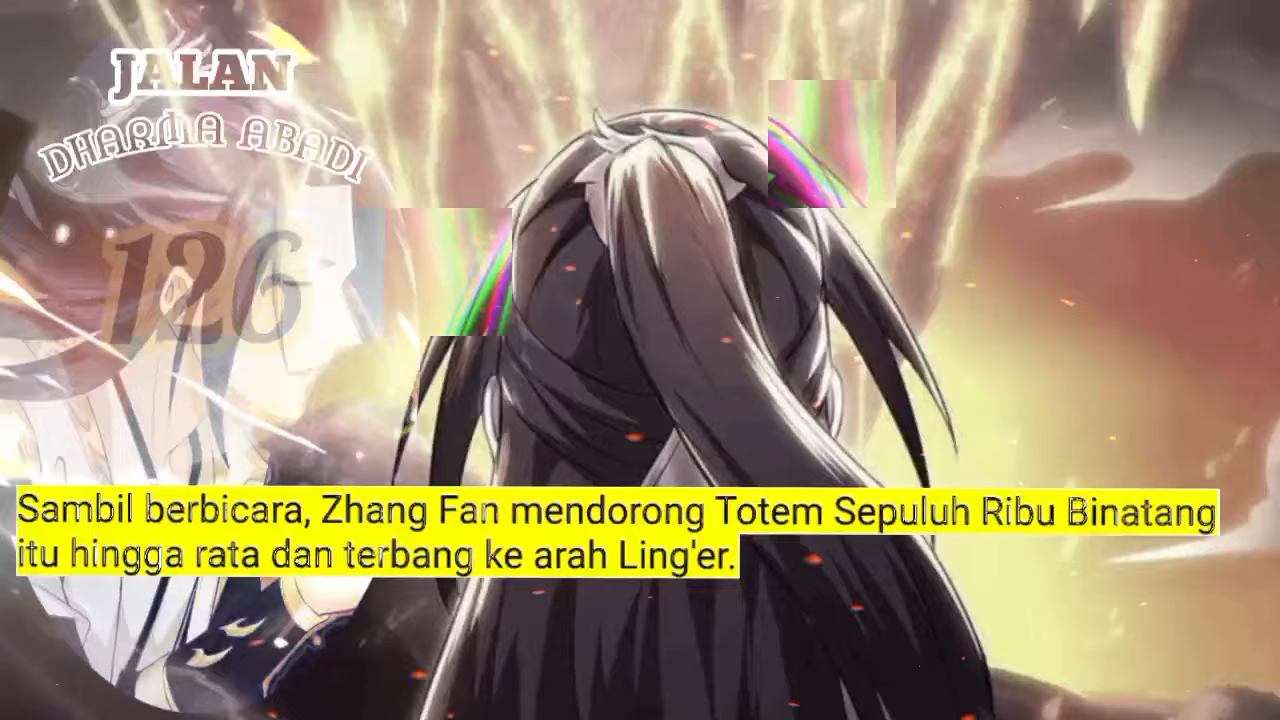 JALAN
DHARMA ABADI
126
Sambil berbicara, Zhang Fan mendorong Totem Sepuluh Ribu Binatang
itu hingga rata dan terbang ke arah Ling'er.